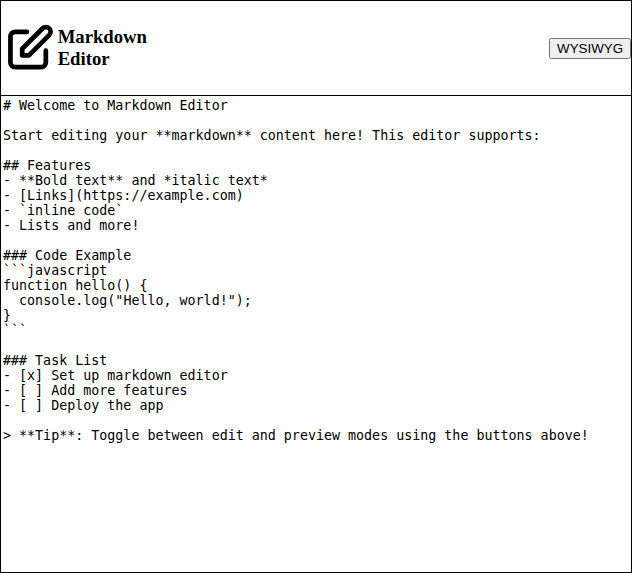 Markdown
Editor
WYSIWYG
# Welcome to Markdown Editor
Start editing your **markdown** content here! This editor supports:
## Features
- **Bold text** and *italic text*
- [Links](https://example.com)
- `inline code`
- Lists and more!
### Code Example
```javascript
function hello() {
  console.log("Hello, world!");
}
```
### Task List
- [x] Set up markdown editor
- [ ] Add more features
- [ ] Deploy the app
> **Tip**: Toggle between edit and preview modes using the buttons above!